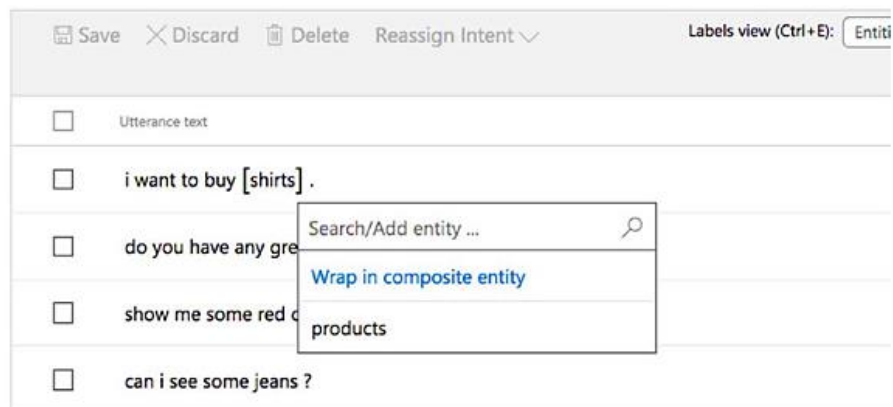 Save Discard Delete Reassign Intent Labels view (Ctrl+E):
Utterance text
i want to buy [shirts] .
Search/Add entity ...
do you have any
Wrap in composite entity
show me some red
products
can i see some jeans ?